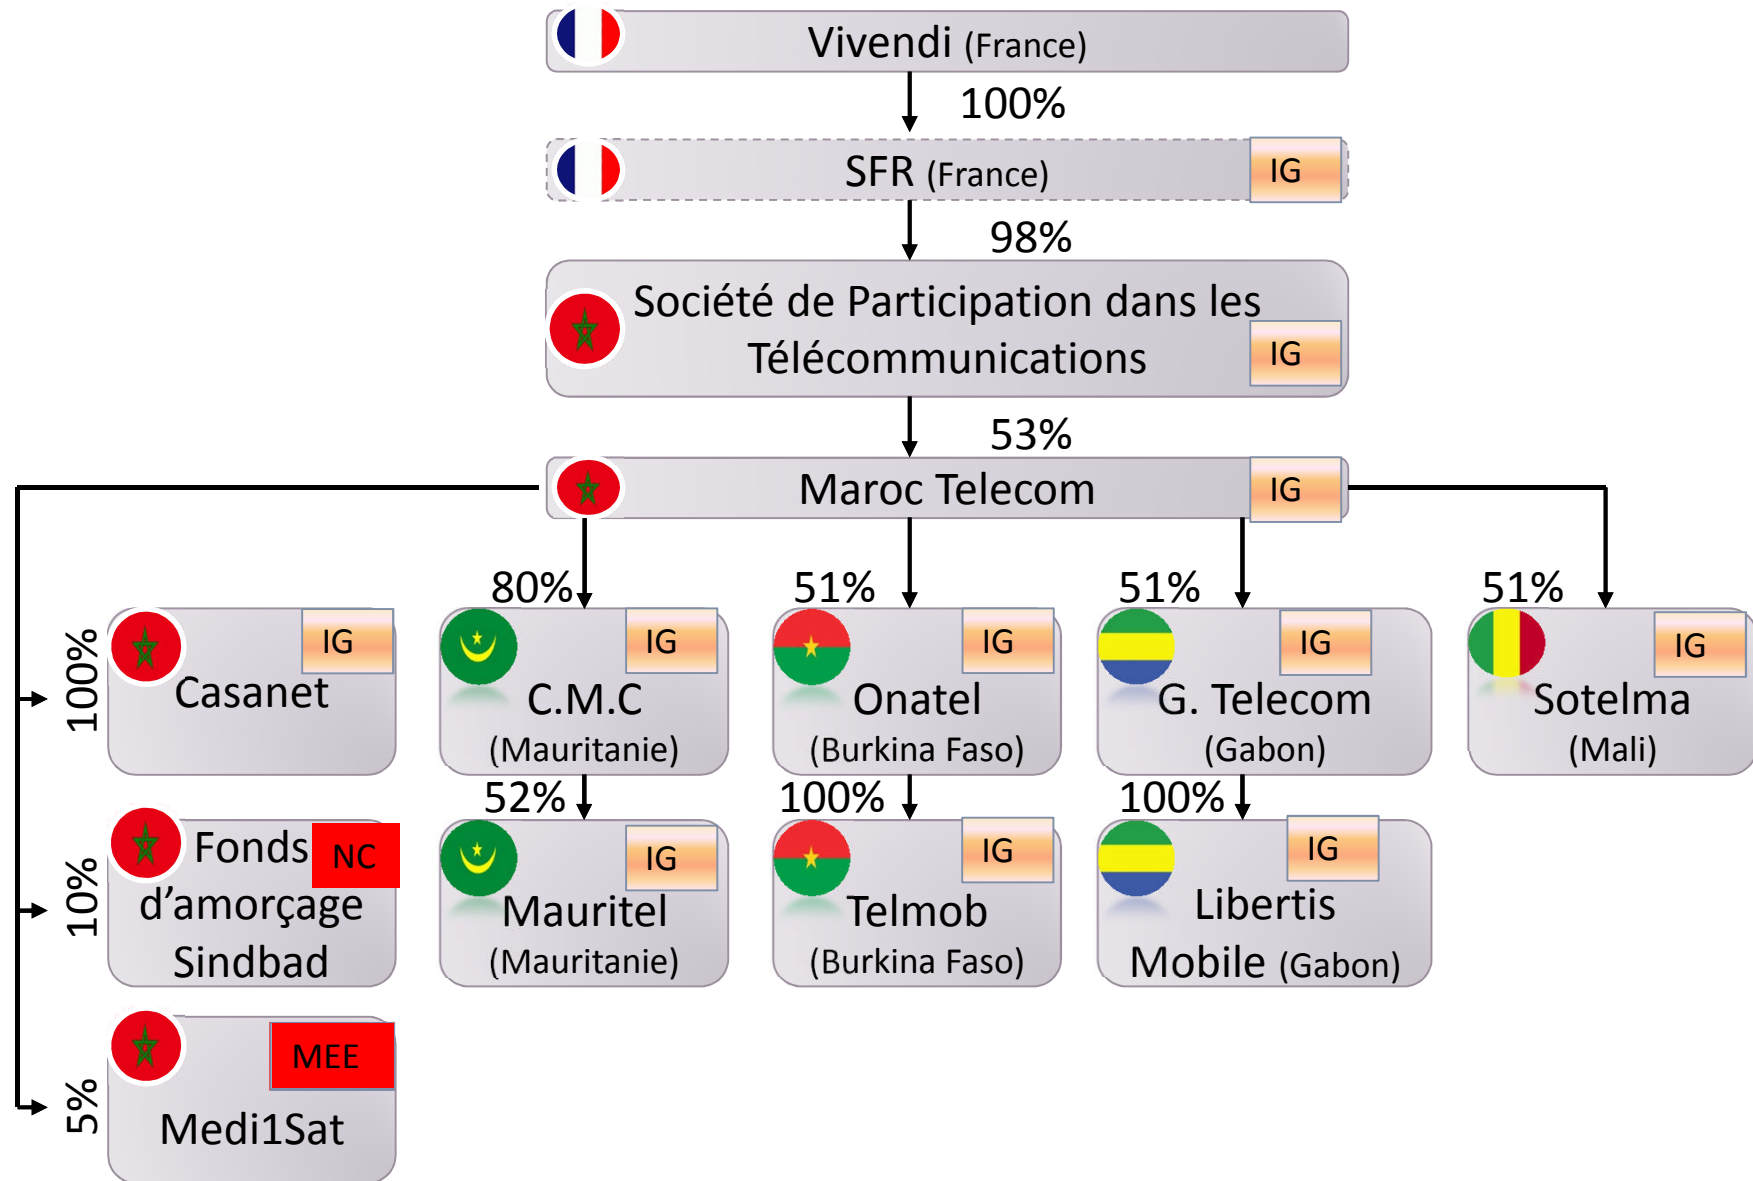 Vivendi (France)
100%
SFR (France)
IG
98%
Société de Participation dans les
Télécommunications
IG
53%
Maroc Telecom
IG
100%
Casanet
IG
80%
C.M.C
(Mauritanie)
IG
51%
Onatel
(Burkina Faso)
IG
51%
G. Telecom
(Gabon)
IG
51%
Sotelma
(Mali)
IG
10%
Fonds
d’amorçage
Sindbad
NC
52%
Mauritel
(Mauritanie)
IG
100%
Telmob
(Burkina Faso)
IG
100%
Libertis
Mobile (Gabon)
IG
5%
MEE
Medi1Sat